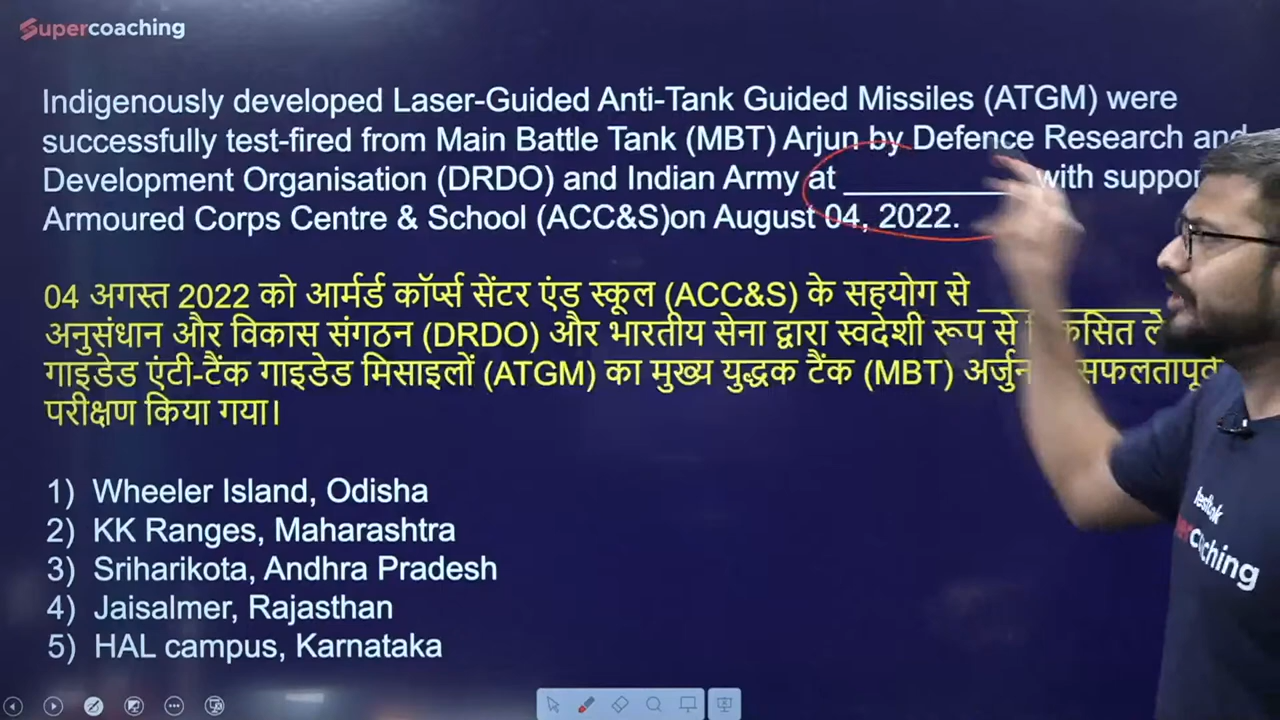 Supercoaching
Indigenously developed Laser-Guided Anti-Tank Guided Missiles (ATGM) were
successfully test-fired from Main Battle Tank (MBT) Arjun by Defence Research and
Development Organisation (DRDO) and Indian Army at __________ with
Armoured Corps Centre & School (ACC&S)on August 04, 2022.
04 अगस्त 2022 को आर्मर्ड कॉर्प्स सेंटर एंड स्कूल (ACC&S) के सहयोग से __________
अनुसंधान और विकास संगठन (DRDO) और भारतीय सेना द्वारा स्वदेशी रूप से
गाइडेड एंटी-टैंक गाइडेड मिसाइलों (ATGM) का मुख्य युद्धक टैंक (MBT) अर्जुन
परीक्षण किया गया।
1) Wheeler Island, Odisha
2) KK Ranges, Maharashtra
3) Sriharikota, Andhra Pradesh
4) Jaisalmer, Rajasthan
5) HAL campus, Karnataka
testbook
coaching